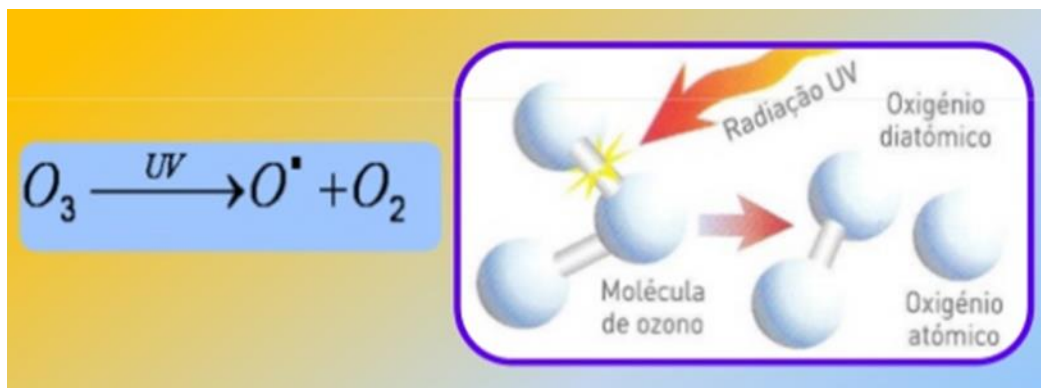 O₃ —UV→ O▪ + O₂
Radiação UV
Oxigénio
diatómico
Molécula
de ozono
Oxigénio
atómico